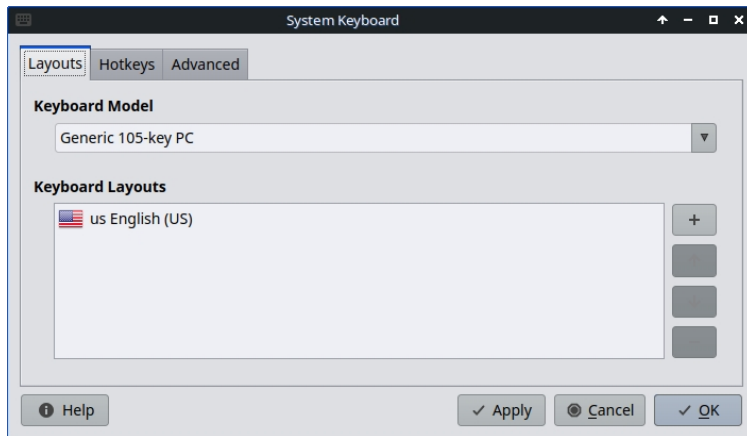 System Keyboard
Layouts Hotkeys Advanced
Keyboard Model
Generic 105-key PC
Keyboard Layouts
us English (US)
Help Apply Cancel OK